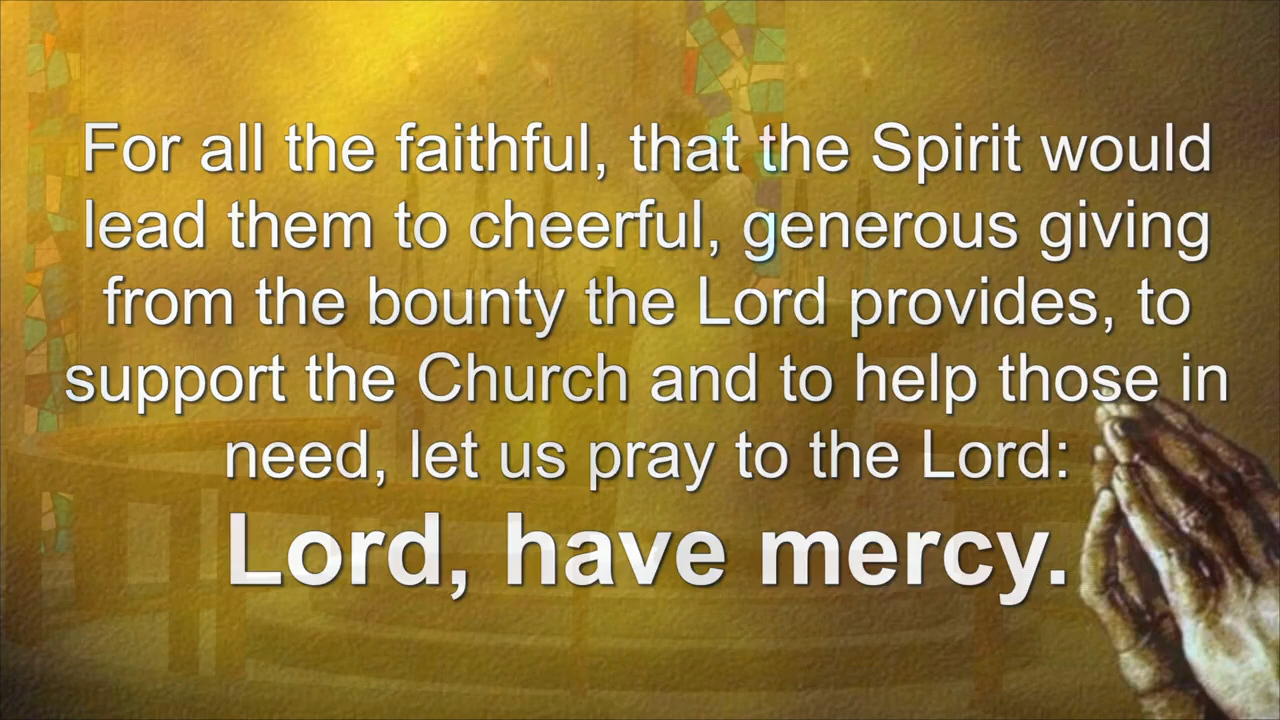 For all the faithful, that the Spirit would
lead them to cheerful, generous giving
from the bounty the Lord provides, to
support the Church and to help those in
need, let us pray to the Lord:
Lord, have mercy.